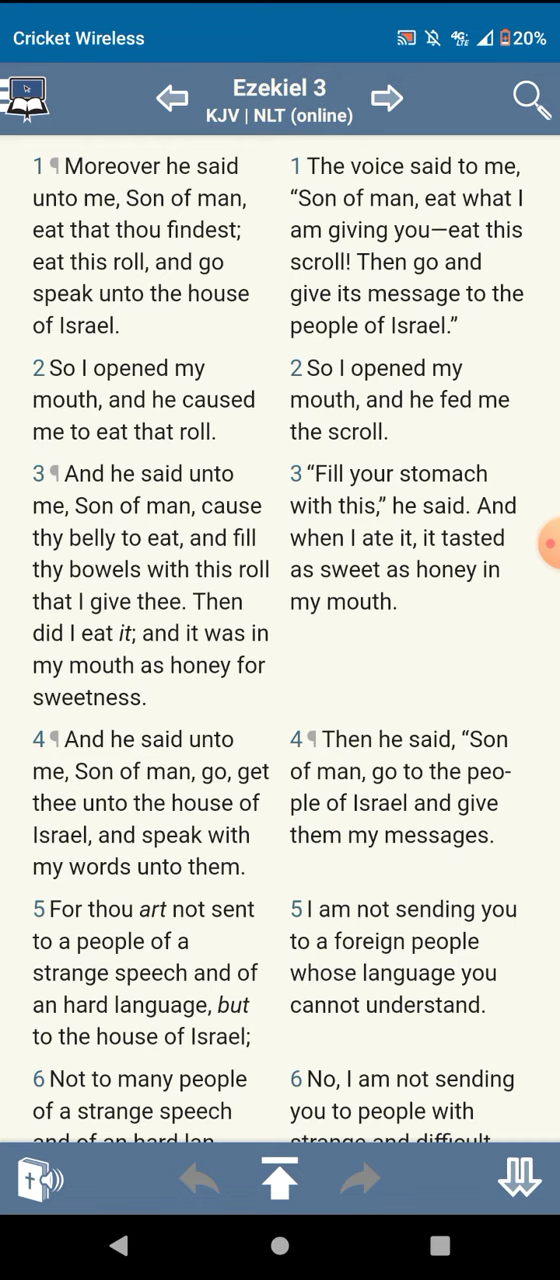 Cricket Wireless
4G LTE
20%
Ezekiel 3
KJV | NLT (online)
1 ¶ Moreover he said
unto me, Son of man,
eat that thou findest;
eat this roll, and go
speak unto the house
of Israel.
2 So I opened my
mouth, and he caused
me to eat that roll.
3 ¶ And he said unto
me, Son of man, cause
thy belly to eat, and fill
thy bowels with this roll
that I give thee. Then
did I eat it; and it was in
my mouth as honey for
sweetness.
4 ¶ And he said unto
me, Son of man, go, get
thee unto the house of
Israel, and speak with
my words unto them.
5 For thou art not sent
to a people of a
strange speech and of
an hard language, but
to the house of Israel;
6 Not to many people
of a strange speech
and of an hard lan
1 The voice said to me,
“Son of man, eat what I
am giving you—eat this
scroll! Then go and
give its message to the
people of Israel.”
2 So I opened my
mouth, and he fed me
the scroll.
3 “Fill your stomach
with this,” he said. And
when I ate it, it tasted
as sweet as honey in
my mouth.
4 ¶ Then he said, “Son
of man, go to the peo-
ple of Israel and give
them my messages.
5 I am not sending you
to a foreign people
whose language you
cannot understand.
6 No, I am not sending
you to people with
strange and difficult